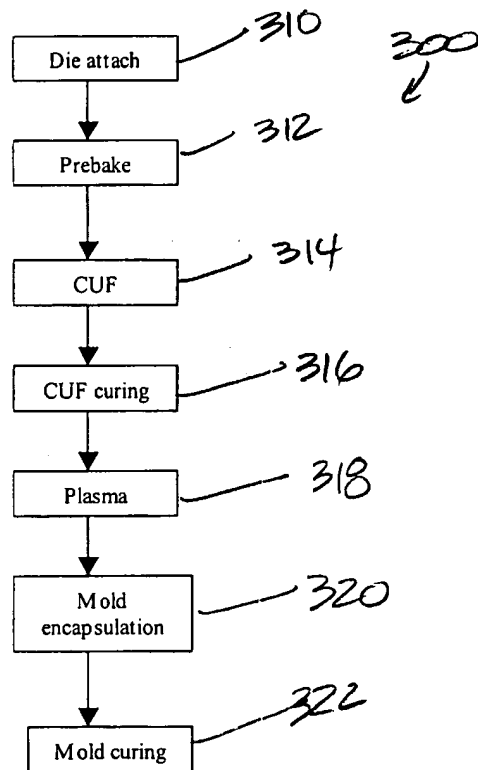 310
300
Die attach
312
Prebake
314
CUF
316
CUF curing
318
Plasma
320
Mold
encapsulation
322
Mold curing